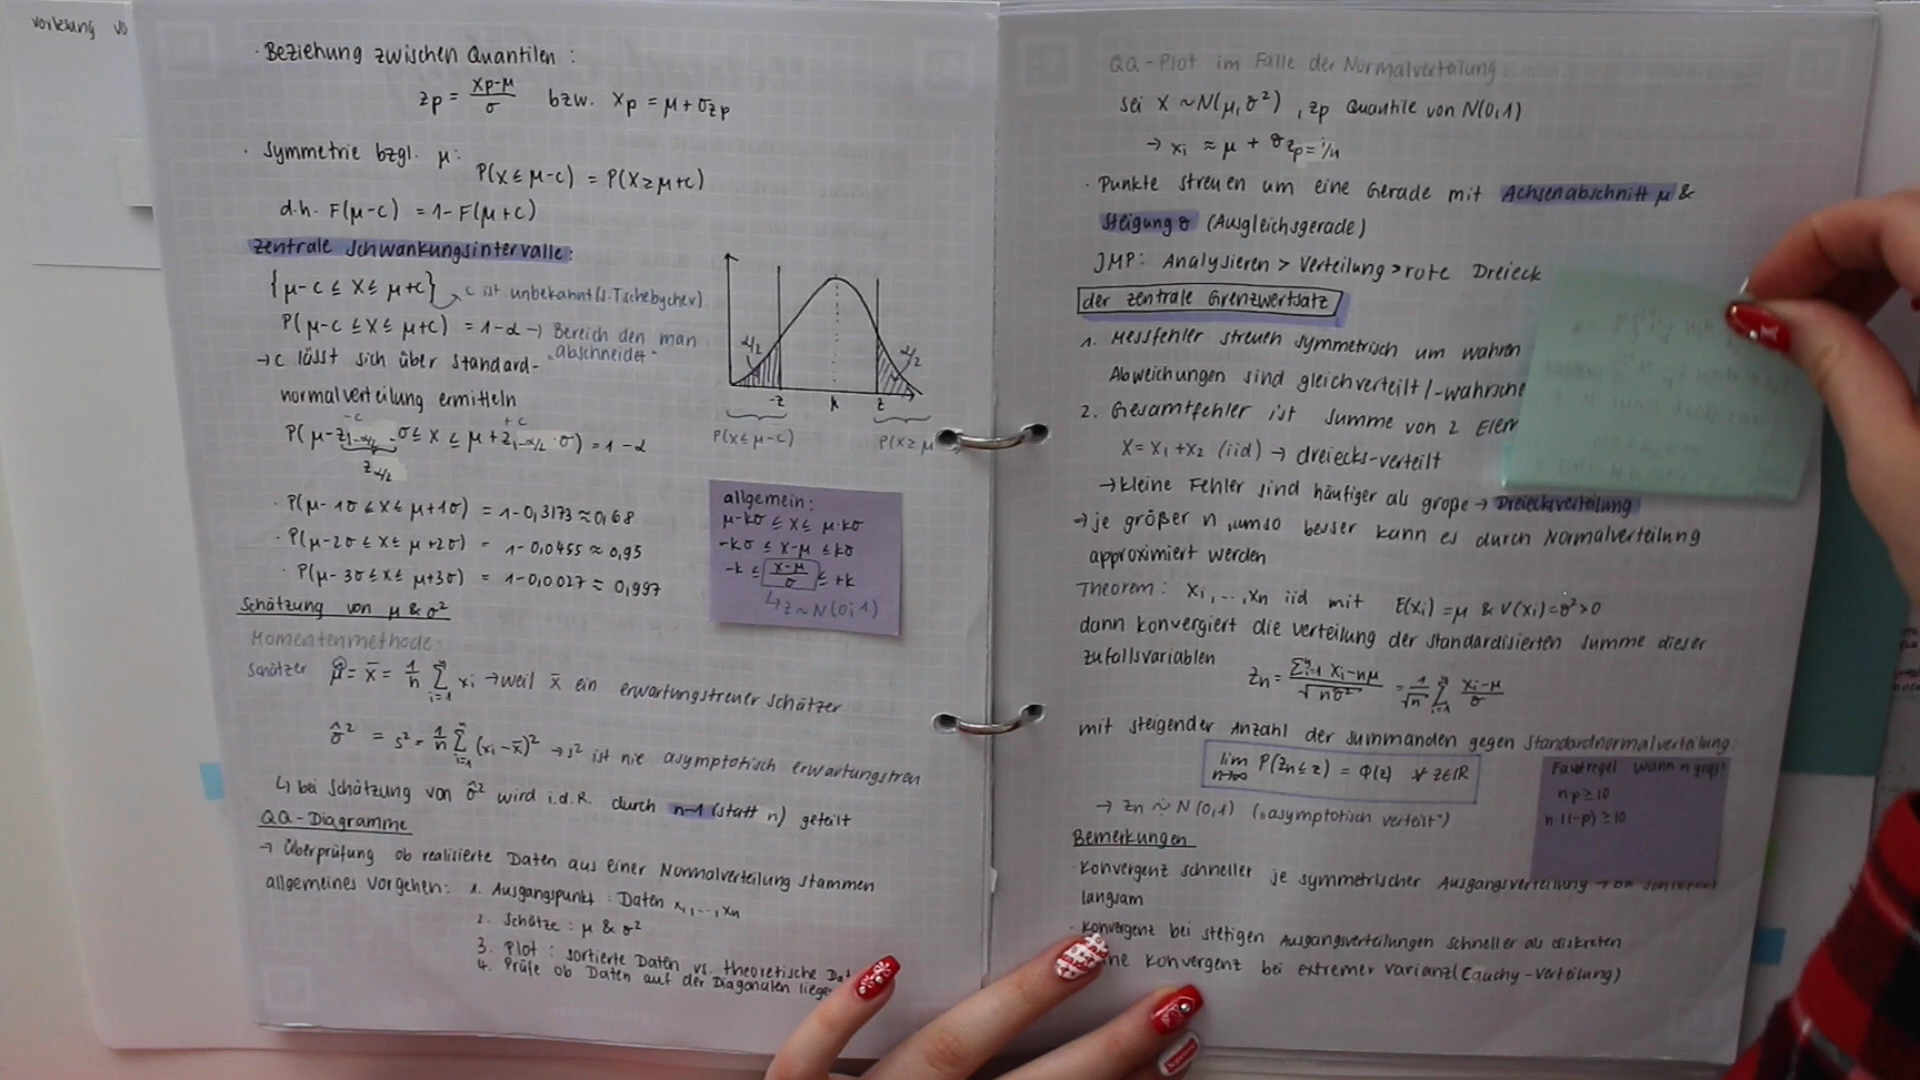 Vorlesung
· Beziehung zwischen Quantilen :
zp = xp-μ/σ bzw. xp = μ + σzp
· Symmetrie bzgl. μ:
P(X ≤ μ-c) = P(X ≥ μ+c)
d.h. F(μ-c) = 1 - F(μ+c)
zentrale Schwankungsintervalle:
{μ-c ≤ X ≤ μ+c} c ist unbekannt (s. Tschebychev)
P(μ-c ≤ X ≤ μ+c) = 1-α → Bereich den man
"abschneidet"
→ c lässt sich über Standard-
normalverteilung ermitteln
-c +c
P(μ-z1-α/2 · σ ≤ X ≤ μ + z1-α/2 · σ) = 1-α
zα/2
α/2 α/2
-z μ z
P(X ≤ μ-c) P(X ≥ μ
· P(μ-1σ ≤ X ≤ μ+1σ) = 1-0,3173 ≈ 0,68
· P(μ-2σ ≤ X ≤ μ+2σ) = 1-0,0455 ≈ 0,95
· P(μ-3σ ≤ X ≤ μ+3σ) = 1-0,0027 ≈ 0,997
allgemein:
μ-kσ ≤ X ≤ μ·kσ
-kσ ≤ X-μ ≤ kσ
-k ≤ X-μ/σ ≤ +k
↳ Z ~ N(0;1)
Schätzung von μ & σ²
Momentenmethode:
Schätzer μ̂ = x̄ = 1/n Σ i=1 n xi → weil x̄ ein erwartungstreuer Schätzer
σ̂² = s² = 1/n Σ i=1 n (xi - x̄)² → s² ist nie asymptotisch erwartungstreu
↳ bei Schätzung von σ̂² wird i.d.R. durch n-1 (statt n) geteilt
QQ-Diagramme
→ Überprüfung ob realisierte Daten aus einer Normalverteilung stammen
allgemeines Vorgehen: 1. Ausgangspunkt: Daten x1,...,xn
2. Schätze: μ & σ²
3. Plot: sortierte Daten vs. theoretische Dat
4. Prüfe ob Daten auf der Diagonalen liege
QQ-Plot im Falle der Normalverteilung
sei X ~ N(μ, σ²), zp Quantile von N(0,1)
→ xi ≈ μ + σzp = i/n
· Punkte streuen um eine Gerade mit Achsenabschnitt μ &
Steigung σ (Ausgleichsgerade)
JMP: Analysieren > Verteilung > rote Dreieck
der zentrale Grenzwertsatz
1. Messfehler streuen symmetrisch um wahren
Abweichungen sind gleichverteilt/-wahrsche
2. Gesamtfehler ist Summe von 2 Elem
X = X1 + X2 (iid) → dreiecks-verteilt
→ kleine Fehler sind häufiger als große → Dreiecksverteilung
→ je größer n, umso besser kann es durch Normalverteilung
approximiert werden
Theorem: X1,...,Xn iid mit E(Xi) = μ & V(Xi) = σ² > 0
dann konvergiert die Verteilung der standardisierten Summe dieser
Zufallsvariablen
Zn = Σ i=1 n Xi - nμ / √nσ² = 1/√n Σ i=1 n Xi-μ/σ
mit steigender Anzahl der Summanden gegen Standardnormalverteilung:
lim n→∞ P(Zn ≤ z) = Φ(z) ∀ z∈ℝ
→ Zn ~ N(0,1) („asymptotisch verteilt")
Faustregel wann n groß:
np ≥ 10
n·(1-p) ≥ 10
Bemerkungen
· Konvergenz schneller je symmetrischer Ausgangsverteilung
langsam
· Konvergenz bei stetigen Ausgangsverteilungen schneller als diskreten
ine Konvergenz bei extremer Varianz (Cauchy-Verteilung)